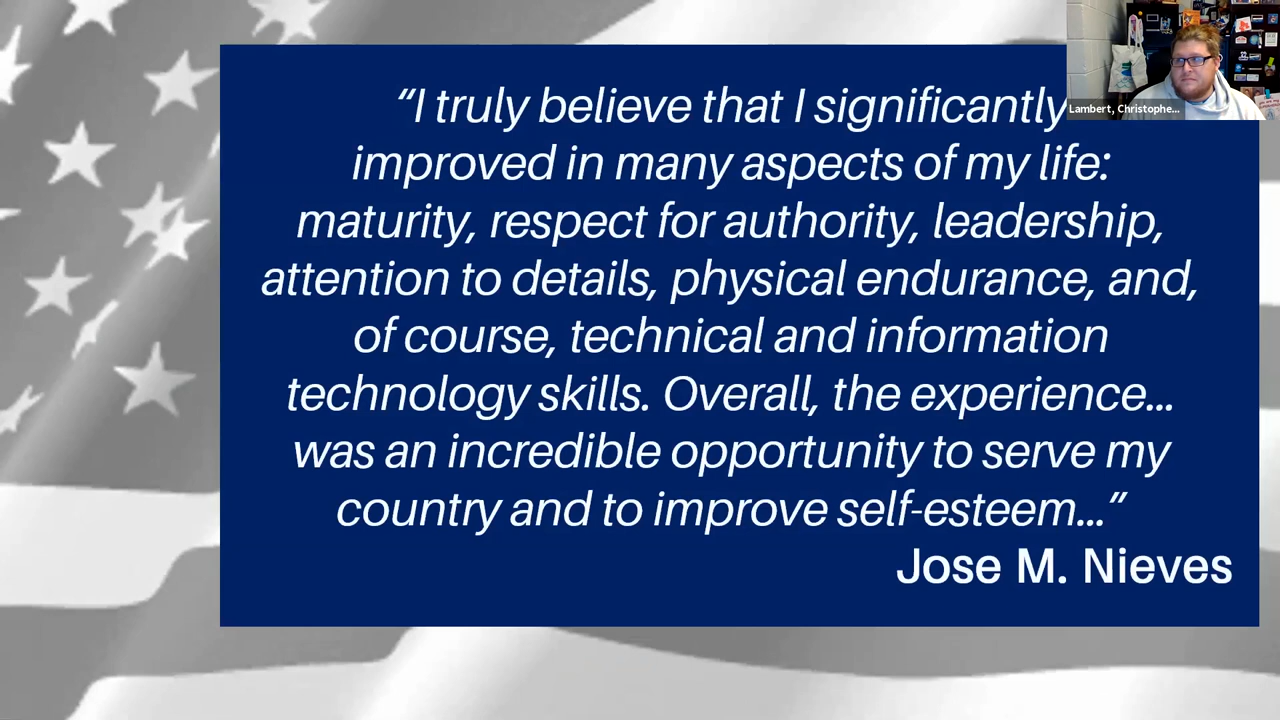 “I truly believe that I significantly
improved in many aspects of my life:
maturity, respect for authority, leadership,
attention to details, physical endurance, and,
of course, technical and information
technology skills. Overall, the experience...
was an incredible opportunity to serve my
country and to improve self-esteem...”
Jose M. Nieves
Lambert, Christophe...